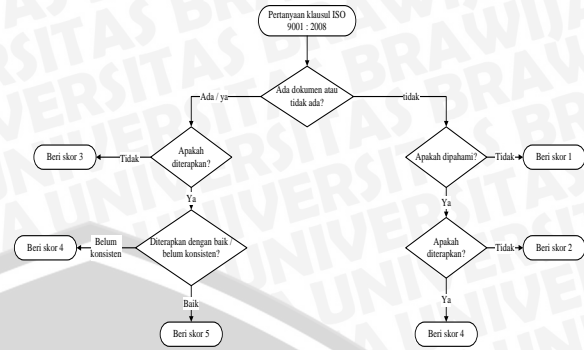 Pertanyaan klausal ISO
9001 : 2008
Ada dokumen atau
tidak ada?
Ada / ya
tidak
Apakah
diterapkan?
Tidak
Beri skor 3
Apakah dipahami?
Tidak
Beri skor 1
Ya
Ya
Diterapkan dengan baik /
belum konsisten?
Belum
konsisten
Beri skor 4
Apakah
diterapkan?
Tidak
Beri skor 2
Baik
Ya
Beri skor 5
Beri skor 4